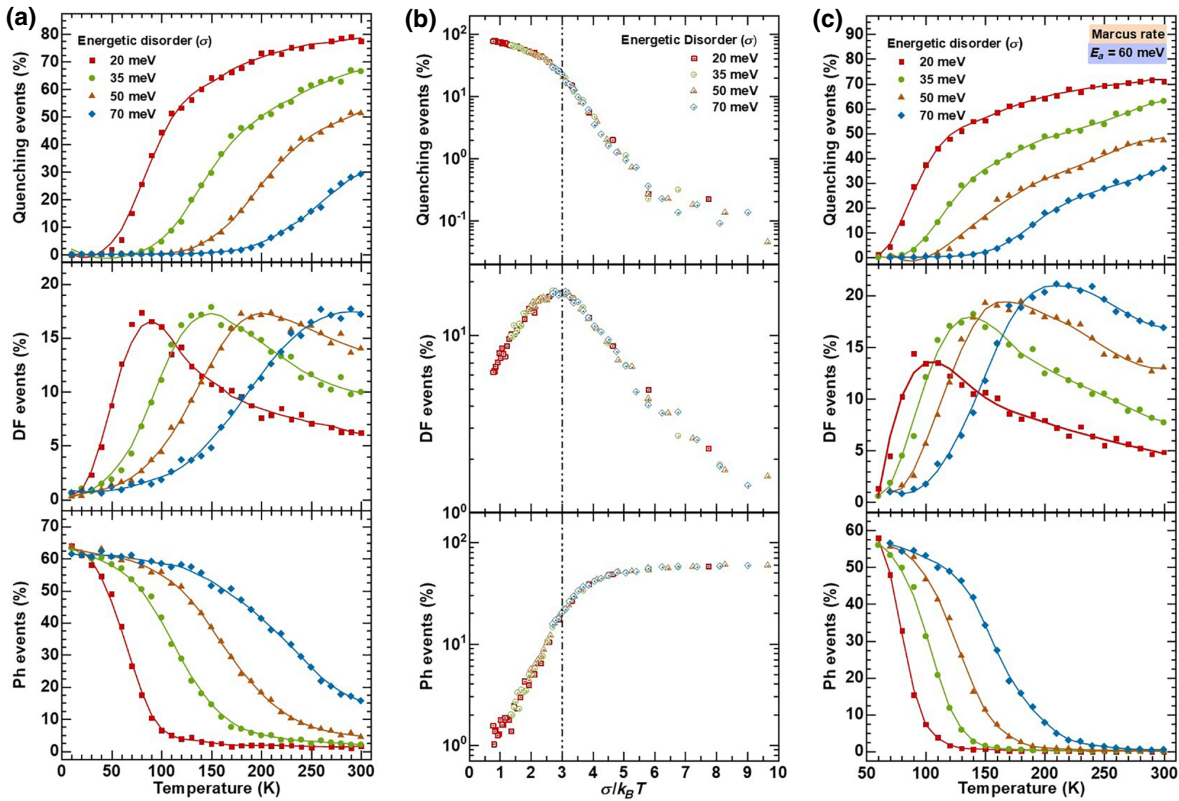 (a)
Quenching events (%)
90
80
70
60
50
40
30
20
10
0
Energetic disorder (σ)
20 meV
35 meV
50 meV
70 meV
DF events (%)
20
15
10
5
0
Ph events (%)
70
60
50
40
30
20
10
0
0 50 100 150 200 250 300
Temperature (K)
(b)
Quenching events (%)
10²
10¹
10⁰
10⁻¹
Energetic Disorder (σ)
20 meV
35 meV
50 meV
70 meV
DF events (%)
10¹
10⁰
Ph events (%)
10²
10¹
10⁰
0 1 2 3 4 5 6 7 8 9 10
σ/k_BT
(c)
Quenching events (%)
90
80
70
60
50
40
30
20
10
0
Marcus rate
Eₐ = 60 meV
Energetic disorder (σ)
20 meV
35 meV
50 meV
70 meV
DF events (%)
20
15
10
5
0
Ph events (%)
60
50
40
30
20
10
0
50 100 150 200 250 300
Temperature (K)